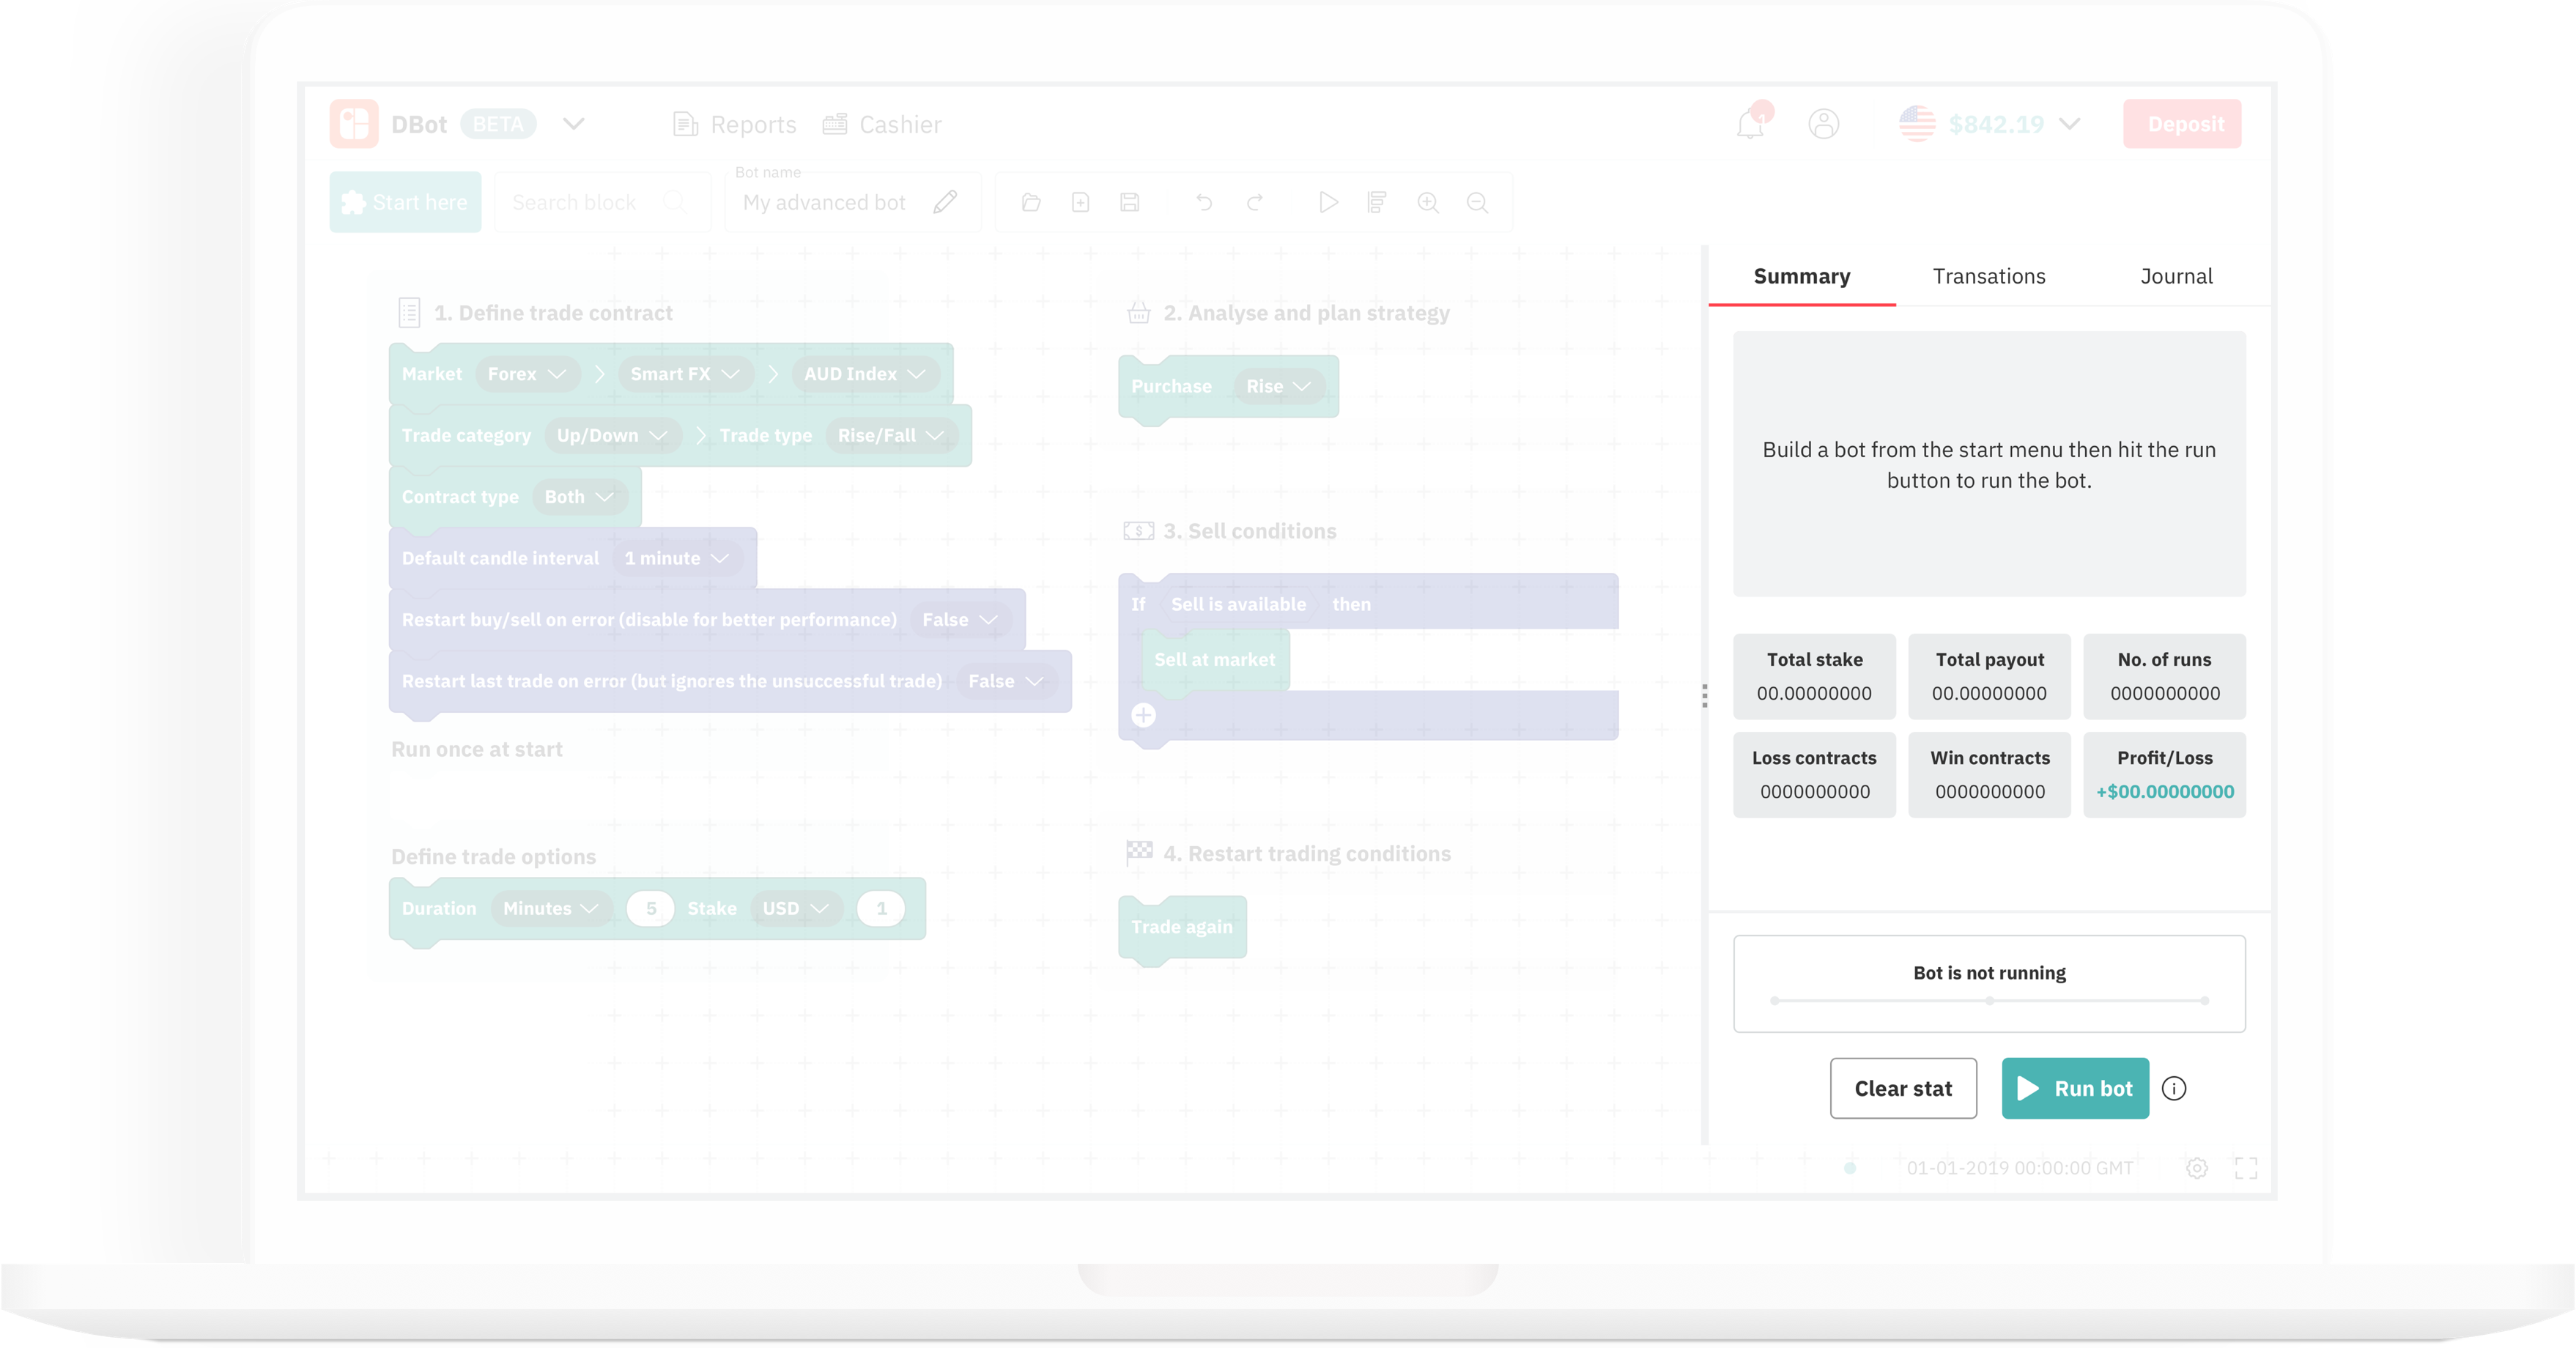 DBot BETA Reports Cashier 1 $842.19 Deposit
Start here Search block Bot name My advanced bot
1. Define trade contract
Market Forex Smart FX AUD Index
Trade category Up/Down Trade type Rise/Fall
Contract type Both
Default candle interval 1 minute
Restart buy/sell on error (disable for better performance) False
Restart last trade on error (but ignores the unsuccessful trade) False
Run once at start
Define trade options
Duration Minutes 5 Stake USD 1
2. Analyse and plan strategy
Purchase Rise
3. Sell conditions
If Sell is available then
Sell at market
4. Restart trading conditions
Trade again
Summary Transations Journal
Build a bot from the start menu then hit the run
button to run the bot.
Total stake Total payout No. of runs
00.00000000 00.00000000 0000000000
Loss contracts Win contracts Profit/Loss
0000000000 0000000000 +$00.00000000
Bot is not running
Clear stat Run bot
01-01-2019 00:00:00 GMT